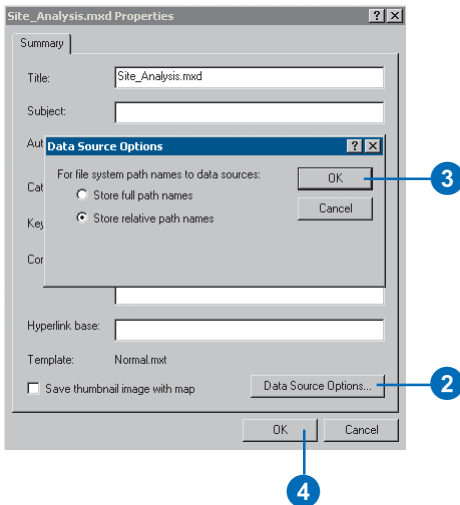 Site_Analysis.mxd Properties
Summary
Title: Site_Analysis.mxd
Subject:
Aut
Data Source Options
For file system path names to data sources:
OK
3
Store full path names
Cat
Cancel
Store relative path names
Key
Cor
Hyperlink base:
Template: Normal.mxt
Save thumbnail image with map
Data Source Options...
2
OK
Cancel
4